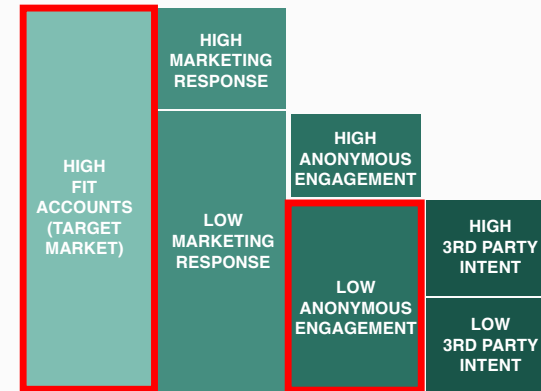 HIGH
FIT
ACCOUNTS
(TARGET
MARKET)
HIGH
MARKETING
RESPONSE
LOW
MARKETING
RESPONSE
HIGH
ANONYMOUS
ENGAGEMENT
LOW
ANONYMOUS
ENGAGEMENT
HIGH
3RD PARTY
INTENT
LOW
3RD PARTY
INTENT